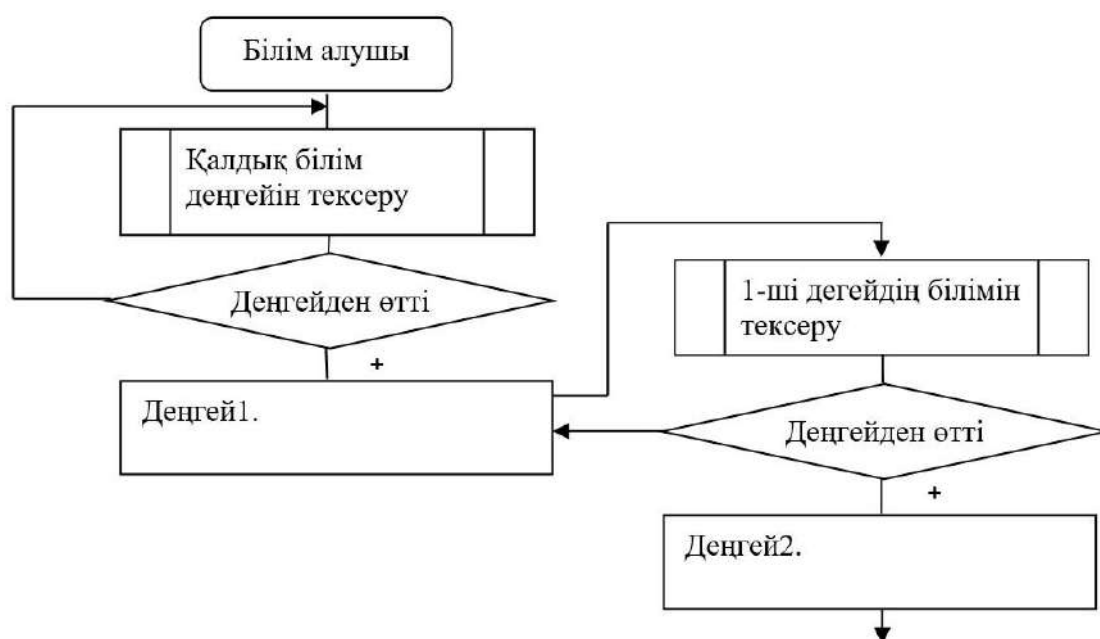 Білім алушы
Қалдық білім
деңгейін тексеру
Деңгейден өтті
+
Деңгей1.
1-ші дегейдің білімін
тексеру
Деңгейден өтті
+
Деңгей2.